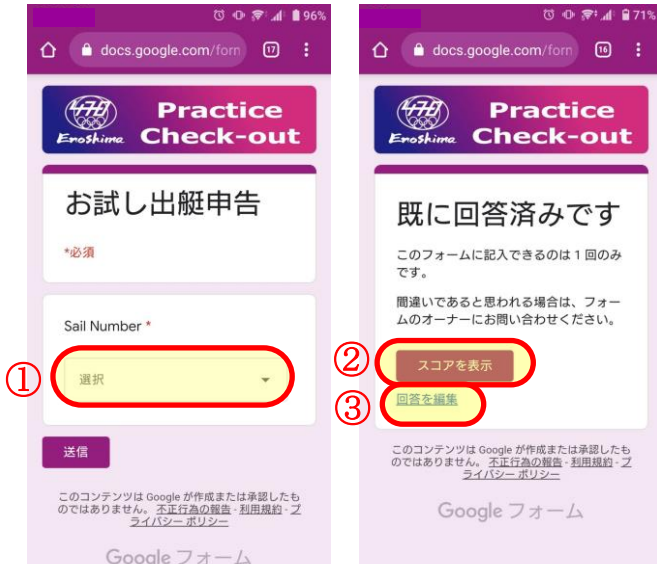 96%
docs.google.com/forn
17
470
Enoshima
Practice
Check-out
お試し出艇申告
*必須
Sail Number *
①
選択
送信
このコンテンツは Google が作成または承認したも
のではありません。 不正行為の報告 - 利用規約 - プ
ライバシー ポリシー
Google フォーム
71%
docs.google.com/forn
16
470
Enoshima
Practice
Check-out
既に回答済みです
このフォームに記入できるのは 1 回のみ
です。
間違いであると思われる場合は、フォー
ムのオーナーにお問い合わせください。
②
スコアを表示
③
回答を編集
このコンテンツは Google が作成または承認したも
のではありません。 不正行為の報告 - 利用規約 - プ
ライバシー ポリシー
Google フォーム